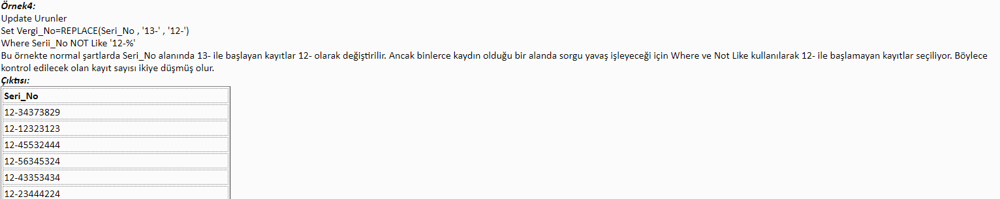 Örnek4:
Update Urunler
Set Vergi_No=REPLACE(Seri_No , '13-' , '12-')
Where Serii_No NOT Like '12-%'
Bu örnekte normal şartlarda Seri_No alanında 13- ile başlayan kayıtlar 12- olarak değiştirilir. Ancak binlerce kaydın olduğu bir alanda sorgu yavaş işleyeceği için Where ve Not Like kullanılarak 12- ile başlamayan kayıtlar seçiliyor. Böylece
kontrol edilecek olan kayıt sayısı ikiye düşmüş olur.
Çıktısı:
Seri_No
12-34373829
12-12323123
12-45532444
12-56345324
12-43353434
12-23444224